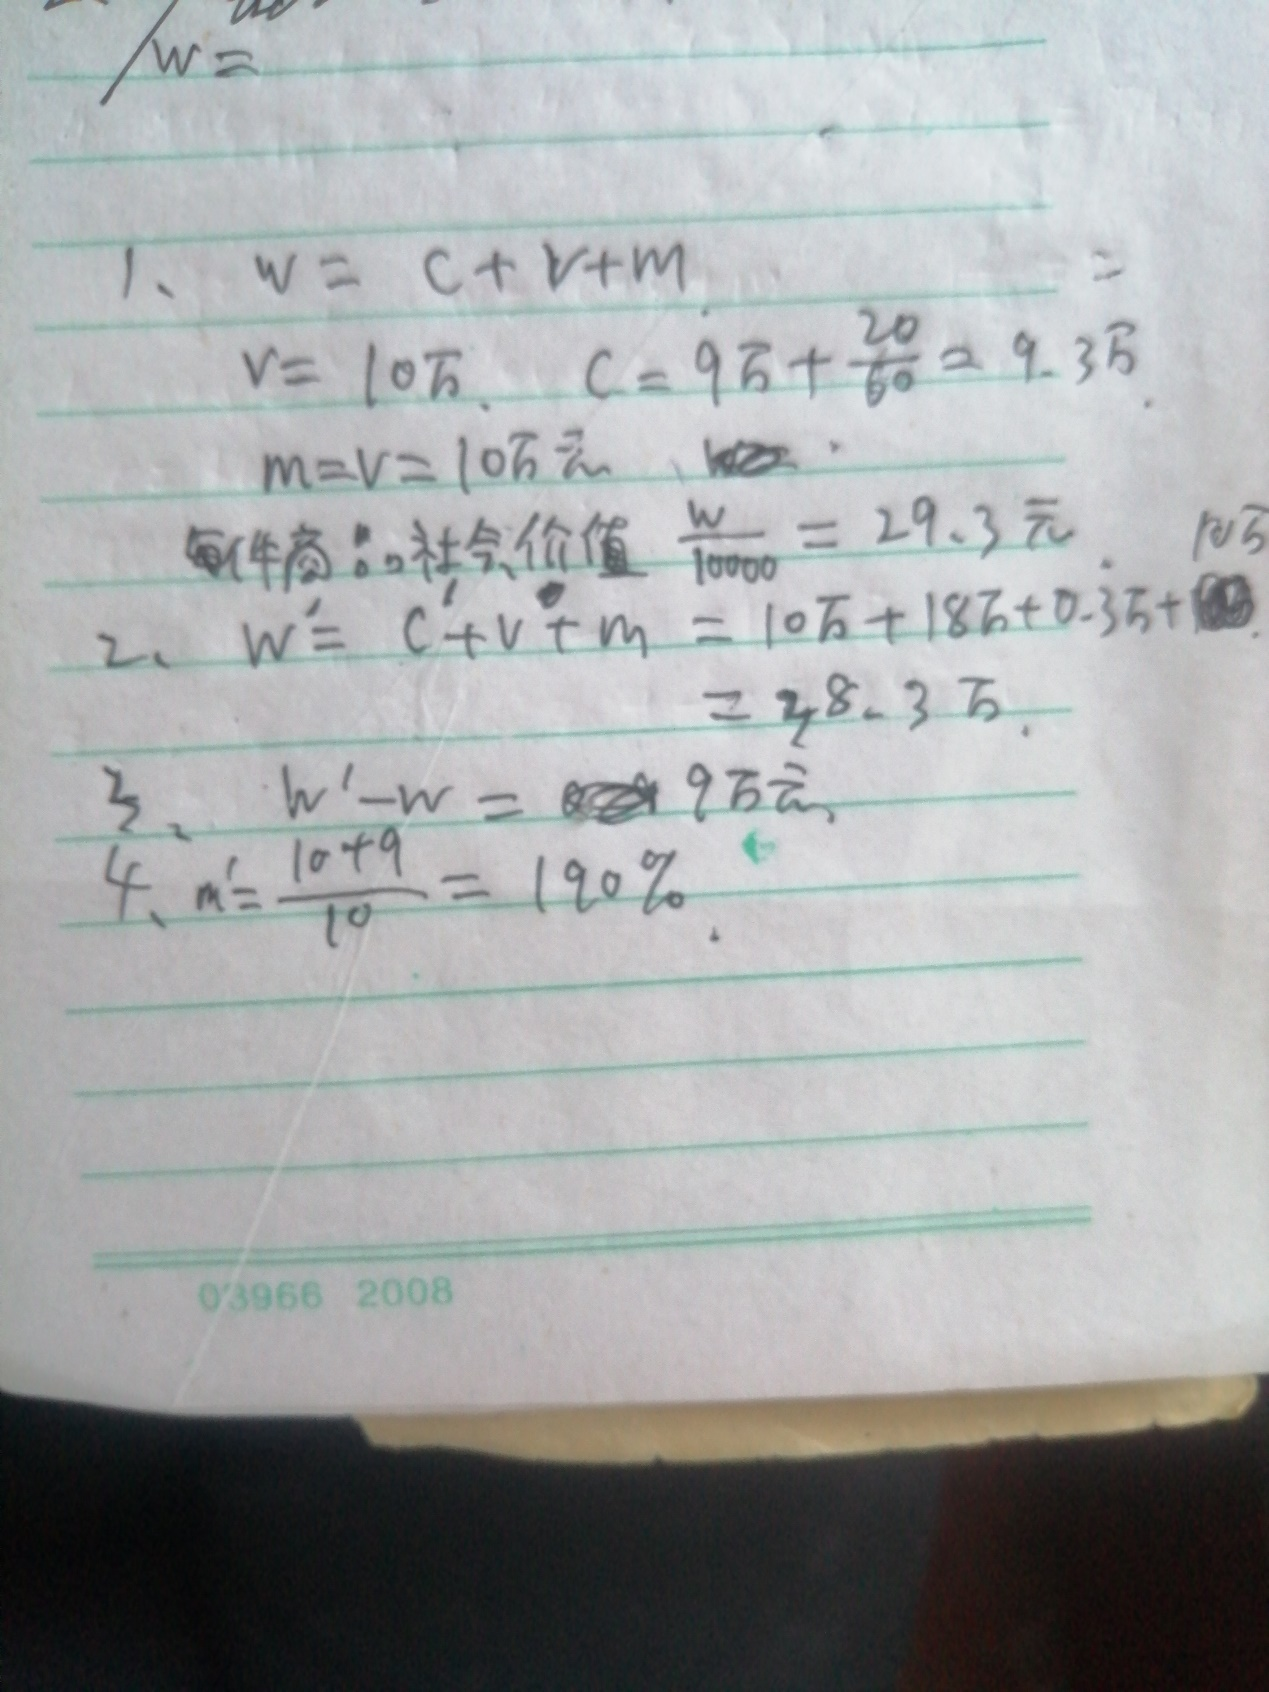 w=
1、 w= c+v+m =
v= 10万. c=9万+20/60=9.3万.
m=v=10万元
每件商品的社会价值 w/10000 = 29.3元. 10万
2、 w′= c′+v+m = 10万+18万+0.3万+
= 28.3万.
3、 w′-w = 9万元
4、 m′= 10+9/10 = 190%.
03966 2008